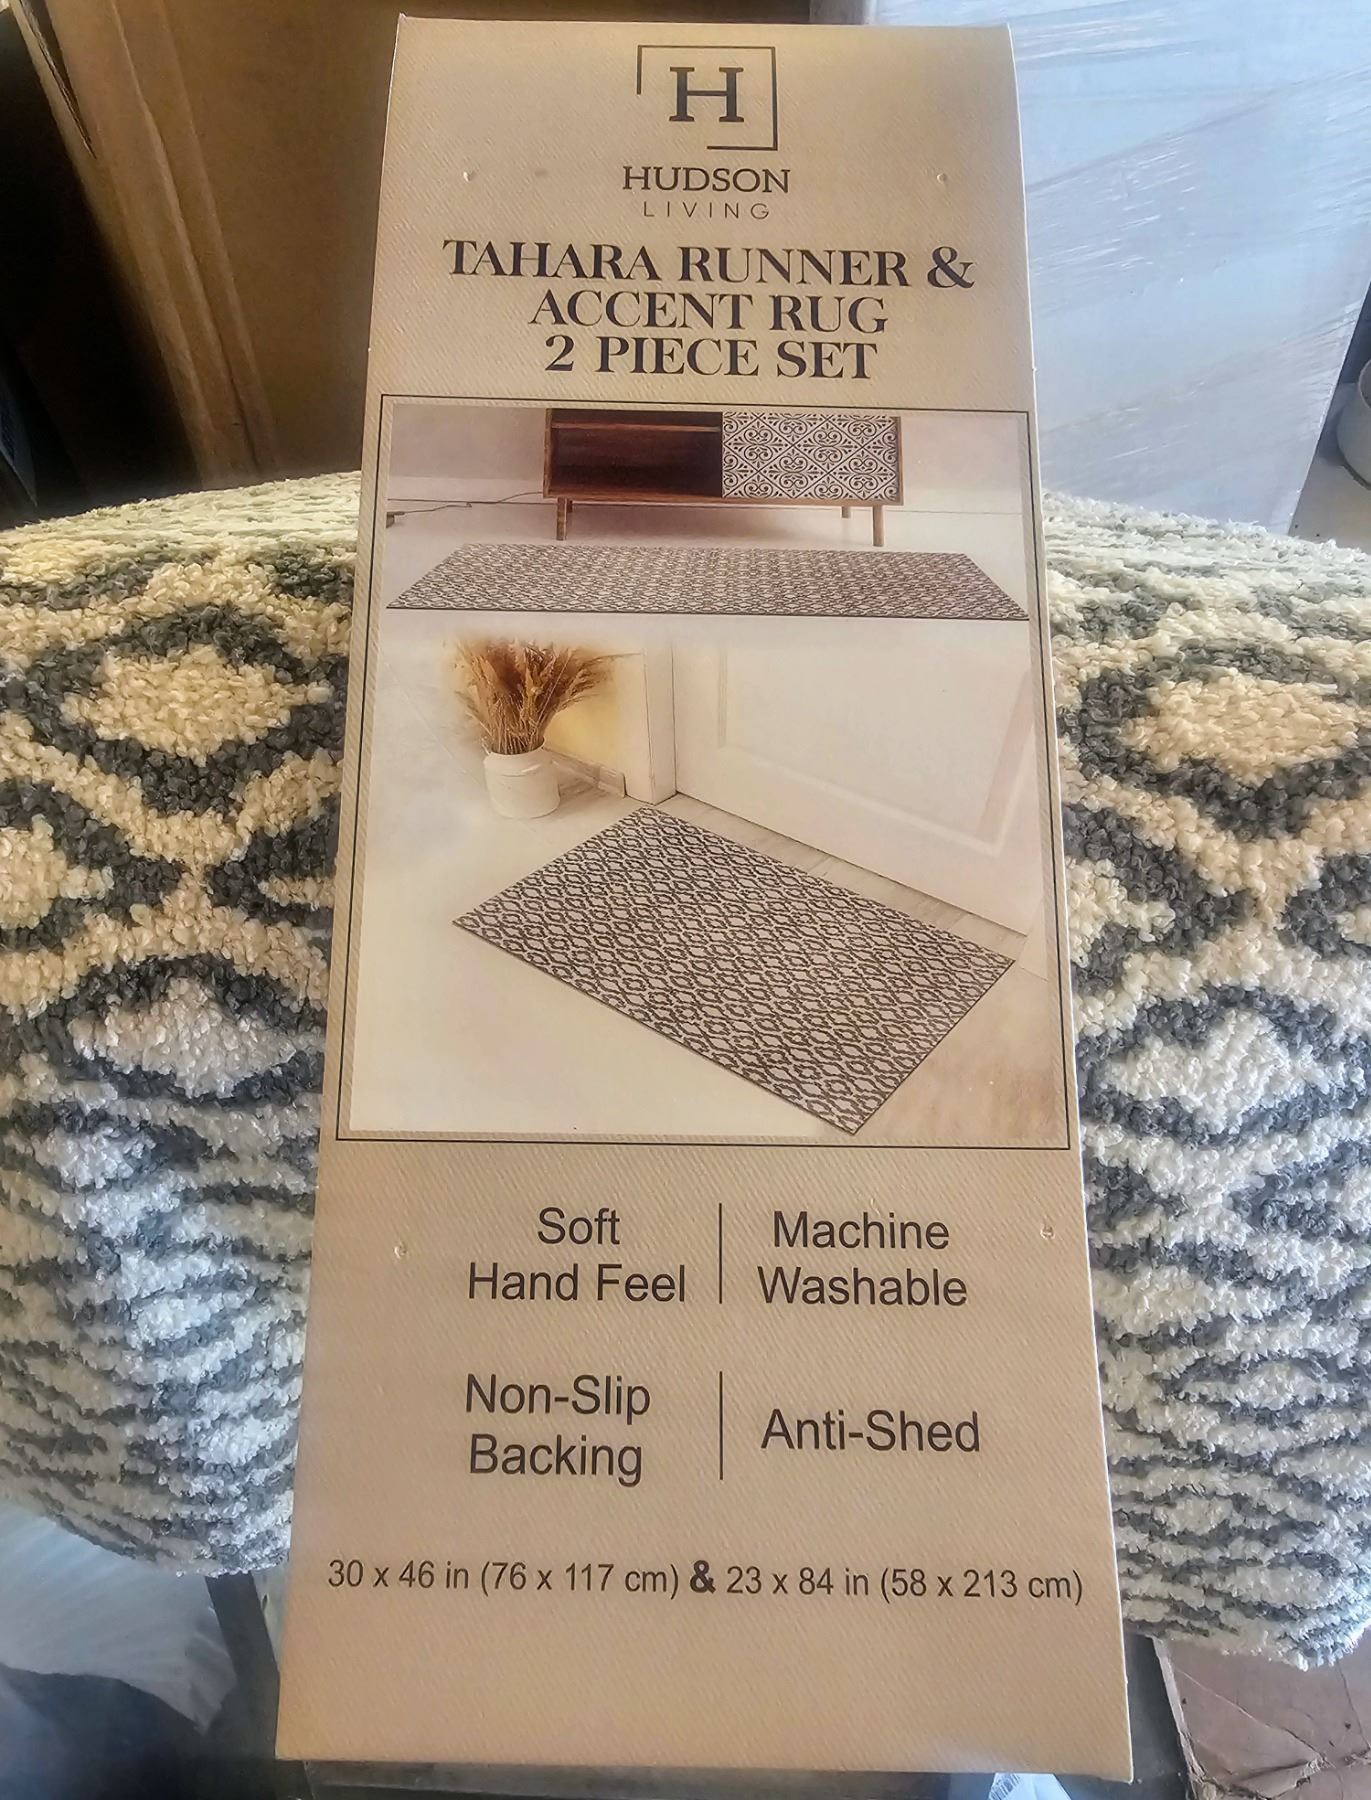 H
HUDSON
LIVING
TAHARA RUNNER &
ACCENT RUG
2 PIECE SET
Soft
Hand Feel
Machine
Washable
Non-Slip
Backing
Anti-Shed
30 x 46 in (76 x 117 cm) & 23 x 84 in (58 x 213 cm)